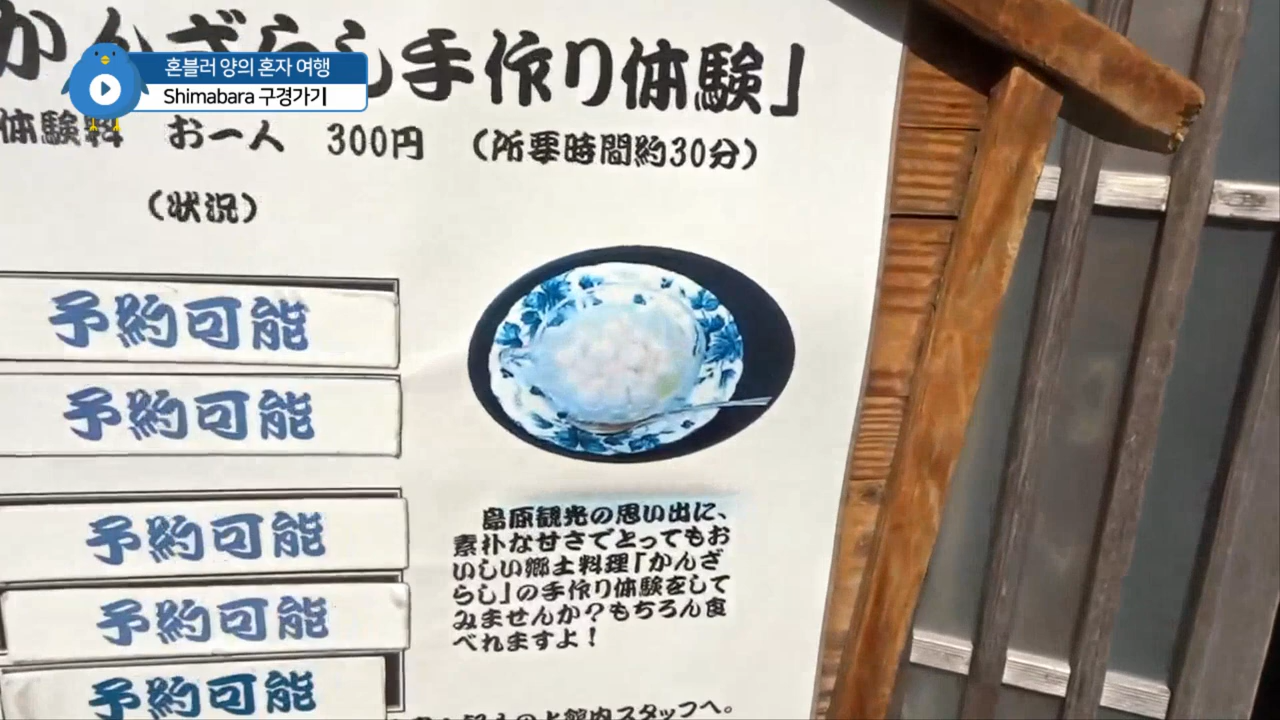 かんざらし手作り体験」
혼블러 양의 혼자 여행
Shimabara 구경가기
体験料 お一人 300円 (所要時間約30分)
(状況)
予約可能
予約可能
予約可能
予約可能
予約可能
島原観光の思い出に、
素朴な甘さでとってもお
いしい郷土料理「かんざ
らし」の手作り体験をして
みませんか？もちろん食
べれますよ！
の上館内スタッフへ。